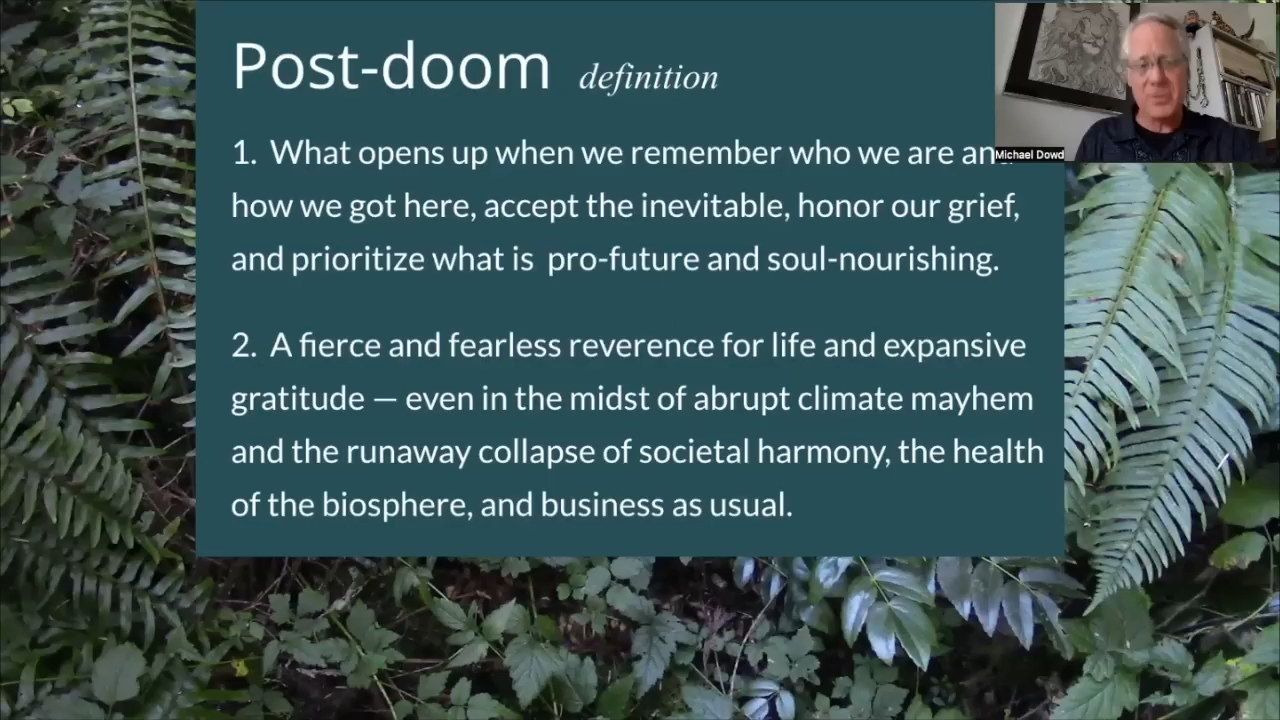 Post-doom definition
1. What opens up when we remember who we are and
how we got here, accept the inevitable, honor our grief,
and prioritize what is pro-future and soul-nourishing.
2. A fierce and fearless reverence for life and expansive
gratitude — even in the midst of abrupt climate mayhem
and the runaway collapse of societal harmony, the health
of the biosphere, and business as usual.
Michael Dowd